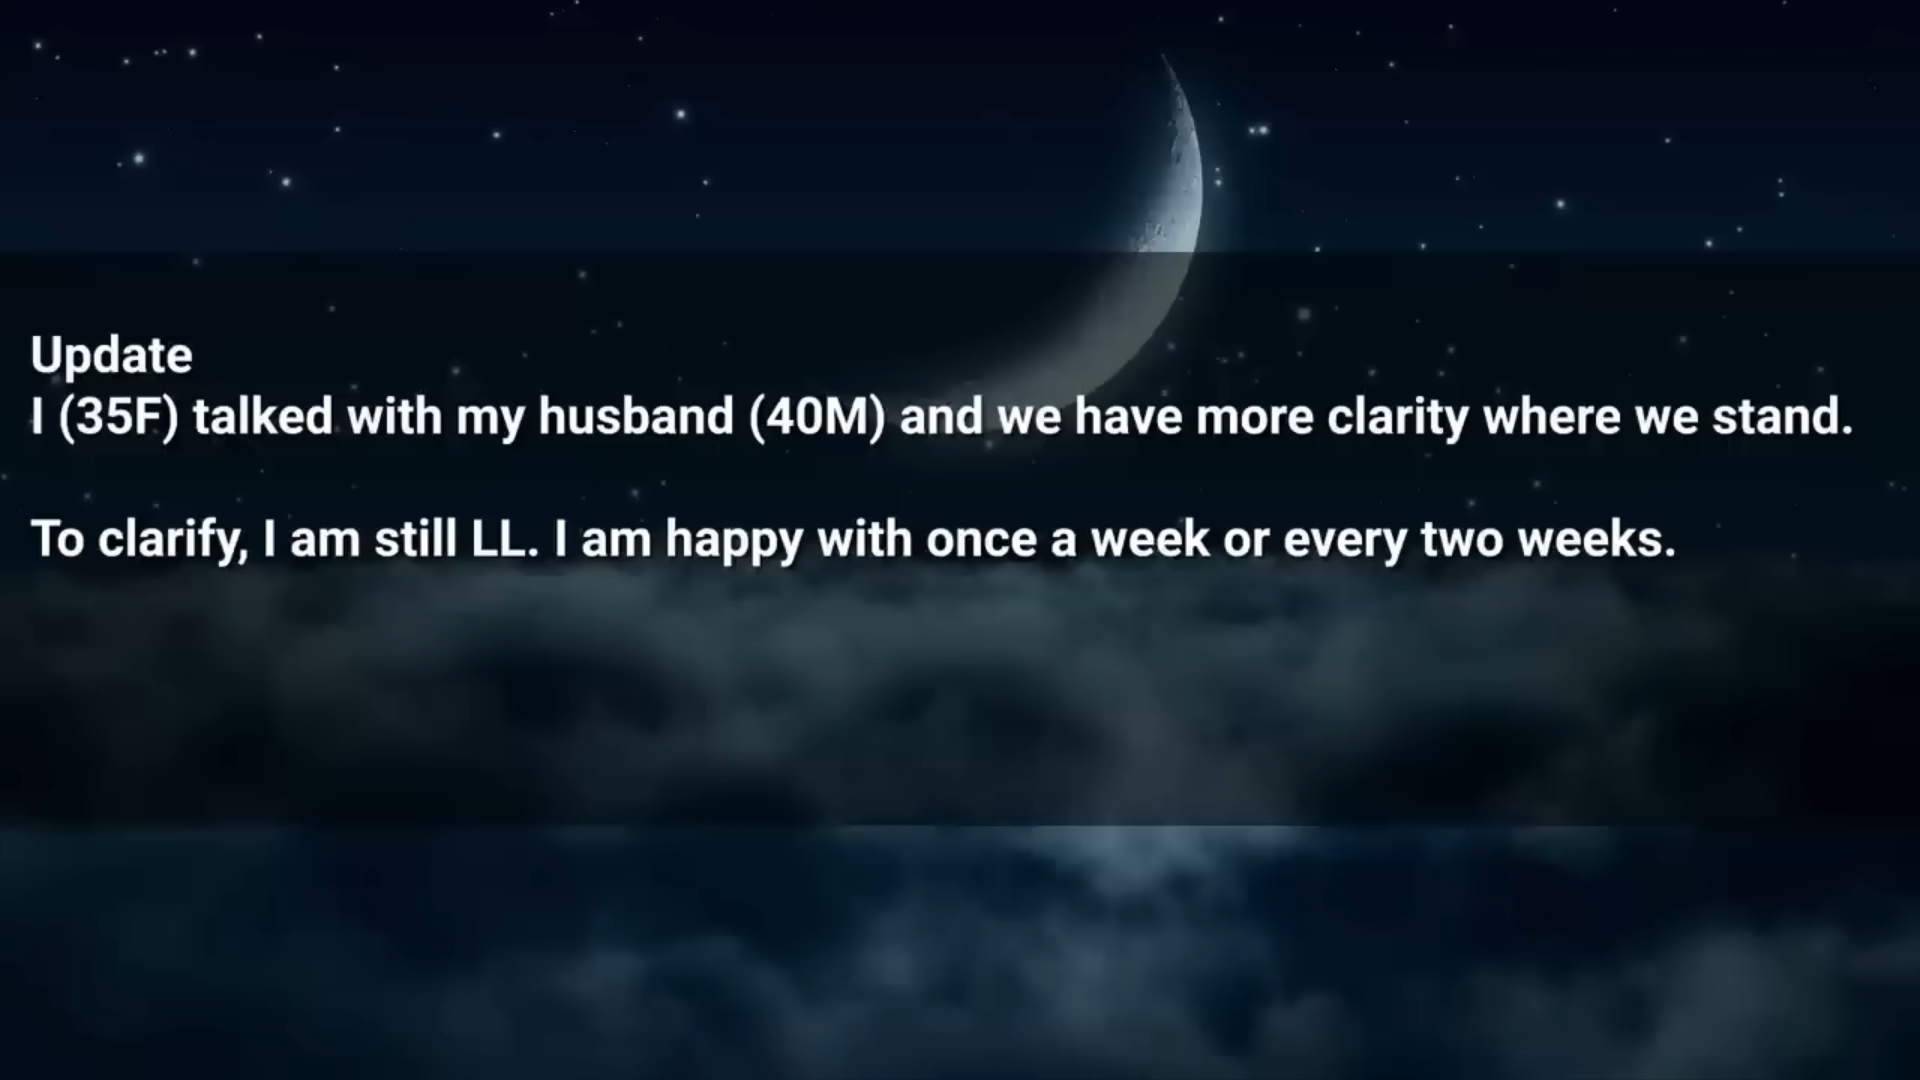 Update
I (35F) talked with my husband (40M) and we have more clarity where we stand.
To clarify, I am still LL. I am happy with once a week or every two weeks.